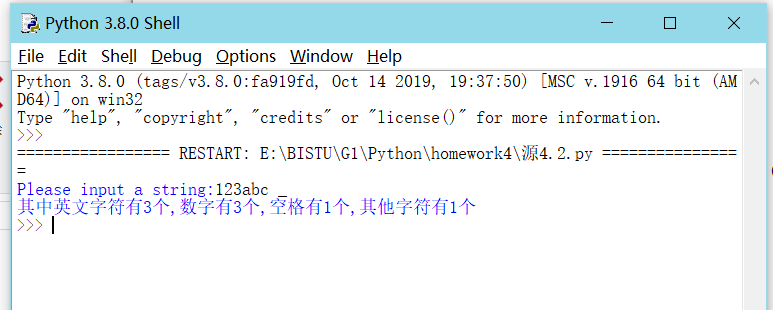 Python 3.8.0 Shell
File Edit Shell Debug Options Window Help
Python 3.8.0 (tags/v3.8.0:fa919fd, Oct 14 2019, 19:37:50) [MSC v.1916 64 bit (AM
D64)] on win32
Type "help", "copyright", "credits" or "license()" for more information.
>>>
================= RESTART: E:\BISTU\G1\Python\homework4\源4.2.py ===============
=
Please input a string:123abc _
其中英文字符有3个,数字有3个,空格有1个,其他字符有1个
>>>